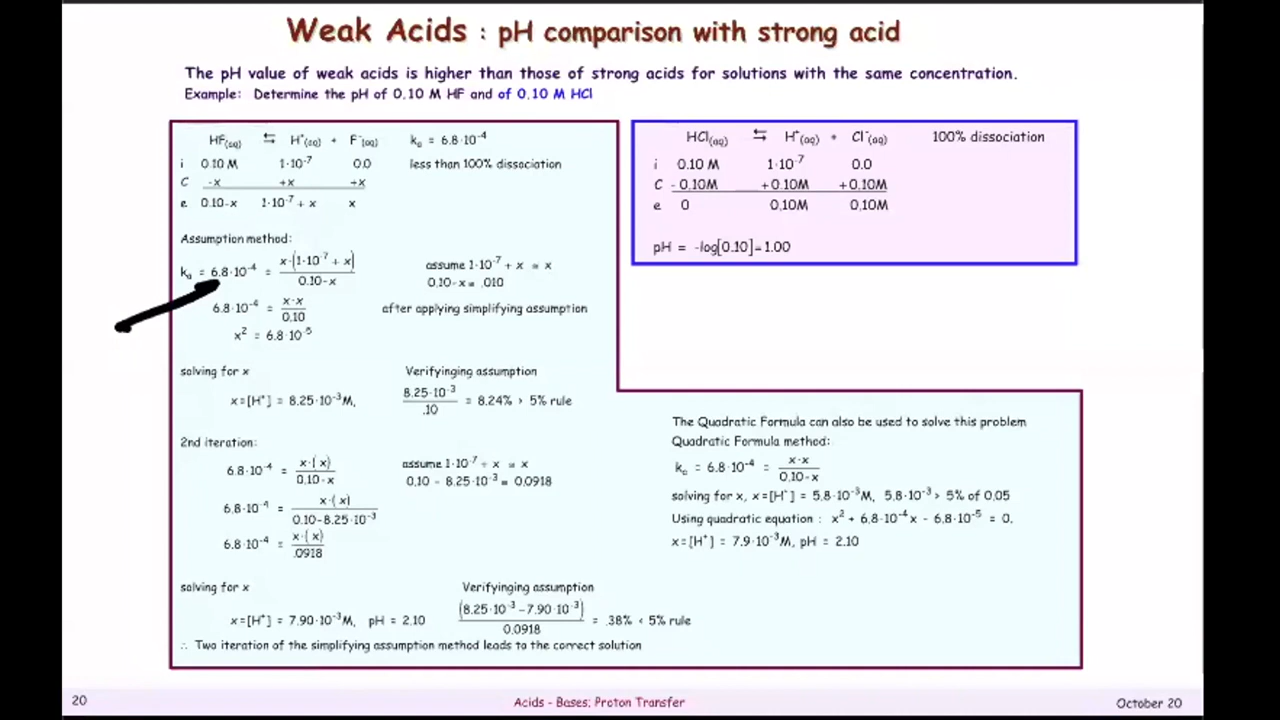 Weak Acids : pH comparison with strong acid
The pH value of weak acids is higher than those of strong acids for solutions with the same concentration.
Example: Determine the pH of 0.10 M HF and of 0.10 M HCl
HF(aq) ⇆ H⁺(aq) + F⁻(aq) kₐ = 6.8·10⁻⁴
i 0.10 M 1·10⁻⁷ 0.0 less than 100% dissociation
C -x +x +x
e 0.10-x 1·10⁻⁷ + x x
Assumption method:
kₐ = 6.8·10⁻⁴ = x·(1·10⁻⁷ + x) / 0.10-x assume 1·10⁻⁷ + x = x
0.10-x = .010
6.8·10⁻⁴ = x·x / 0.10 after applying simplifying assumption
x² = 6.8·10⁻⁵
solving for x Verifyinging assumption
x=[H⁺] = 8.25·10⁻³M, 8.25·10⁻³ / .10 = 8.24% > 5% rule
2nd iteration:
6.8·10⁻⁴ = x·(x) / 0.10-x assume 1·10⁻⁷ + x = x
0.10 - 8.25·10⁻³ = 0.0918
6.8·10⁻⁴ = x·(x) / 0.10-8.25·10⁻³
6.8·10⁻⁴ = x·(x) / .0918
solving for x Verifyinging assumption
x=[H⁺] = 7.90·10⁻³M, pH = 2.10 (8.25·10⁻³ -7.90·10⁻³) / 0.0918 = .38% < 5% rule
∴ Two iteration of the simplifying assumption method leads to the correct solution
HCl(aq) ⇆ H⁺(aq) + Cl⁻(aq) 100% dissociation
i 0.10 M 1·10⁻⁷ 0.0
C - 0.10M +0.10M +0.10M
e 0 0.10M 0.10M
pH = -log[0.10]=1.00
The Quadratic Formula can also be used to solve this problem
Quadratic Formula method:
kₐ = 6.8·10⁻⁴ = x·x / 0.10-x
solving for x, x=[H⁺] = 5.8·10⁻³M, 5.8·10⁻³ > 5% of 0.05
Using quadratic equation : x² + 6.8·10⁻⁴x - 6.8·10⁻⁵ = 0.
x=[H⁺] = 7.9·10⁻³M, pH = 2.10
20 Acids - Bases; Proton Transfer October 20